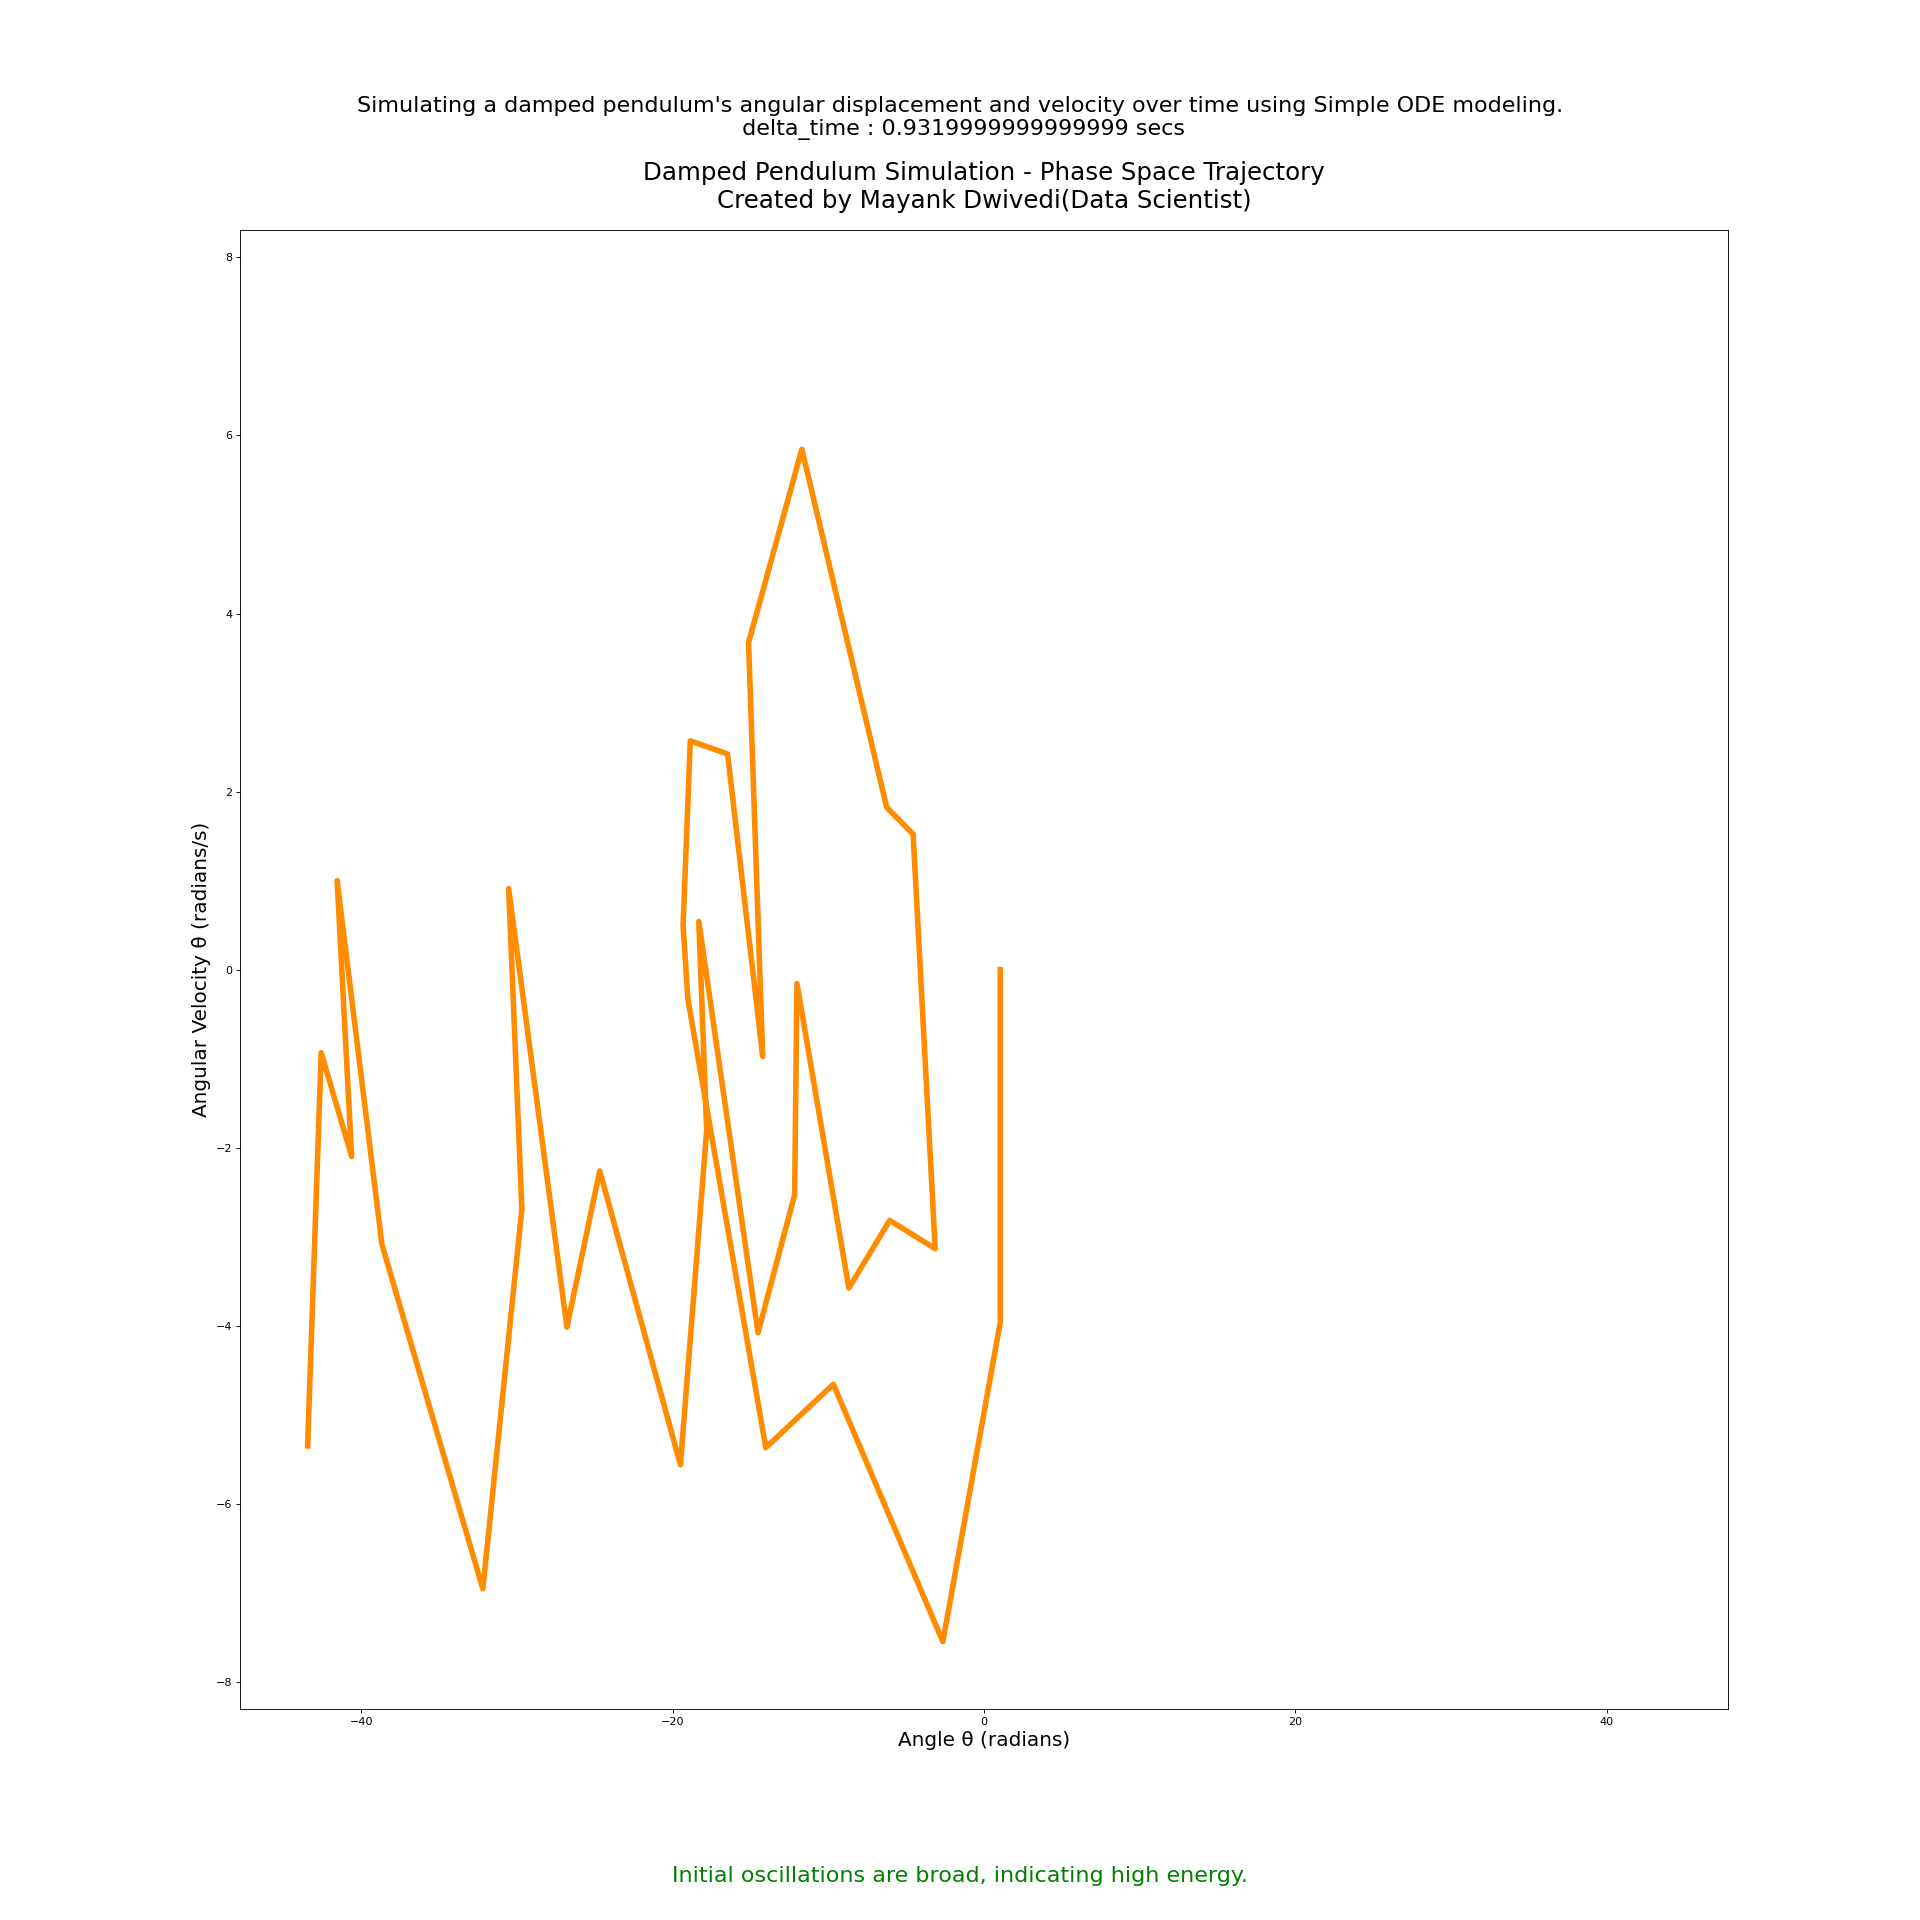 Simulating a damped pendulum's angular displacement and velocity over time using Simple ODE modeling.
delta_time : 0.9319999999999999 secs
Damped Pendulum Simulation - Phase Space Trajectory
Created by Mayank Dwivedi(Data Scientist)
8
6
4
2
0
−2
−4
−6
−8
Angular Velocity θ (radians/s)
−40
−20
0
20
40
Angle θ (radians)
Initial oscillations are broad, indicating high energy.